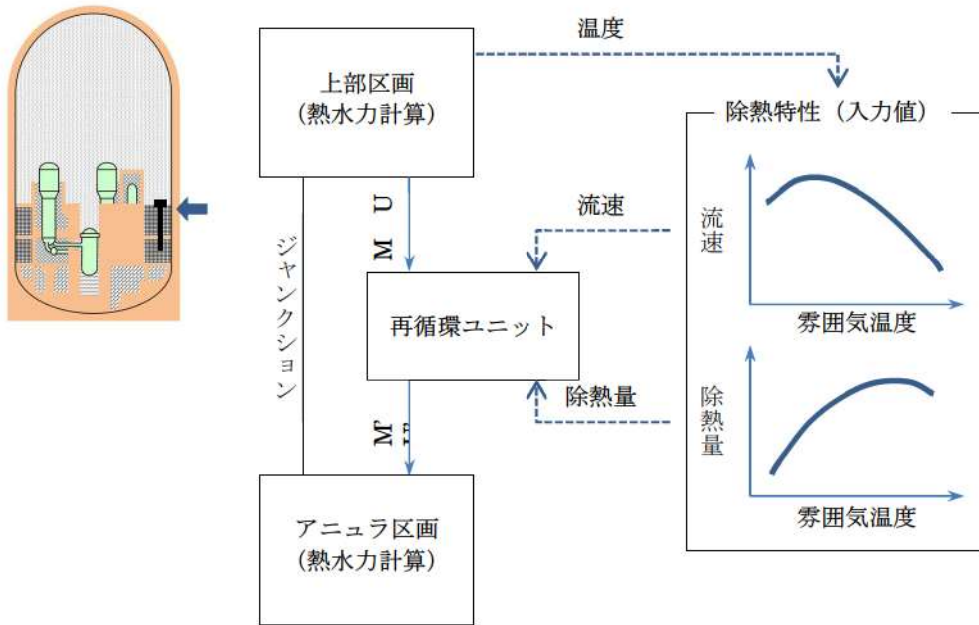 温度
上部区画
(熱水力計算)
除熱特性（入力値）
M U
流速
流速
ジャンクション
雰囲気温度
再循環ユニット
除熱量
除熱量
M'
アニュラ区画
(熱水力計算)
雰囲気温度